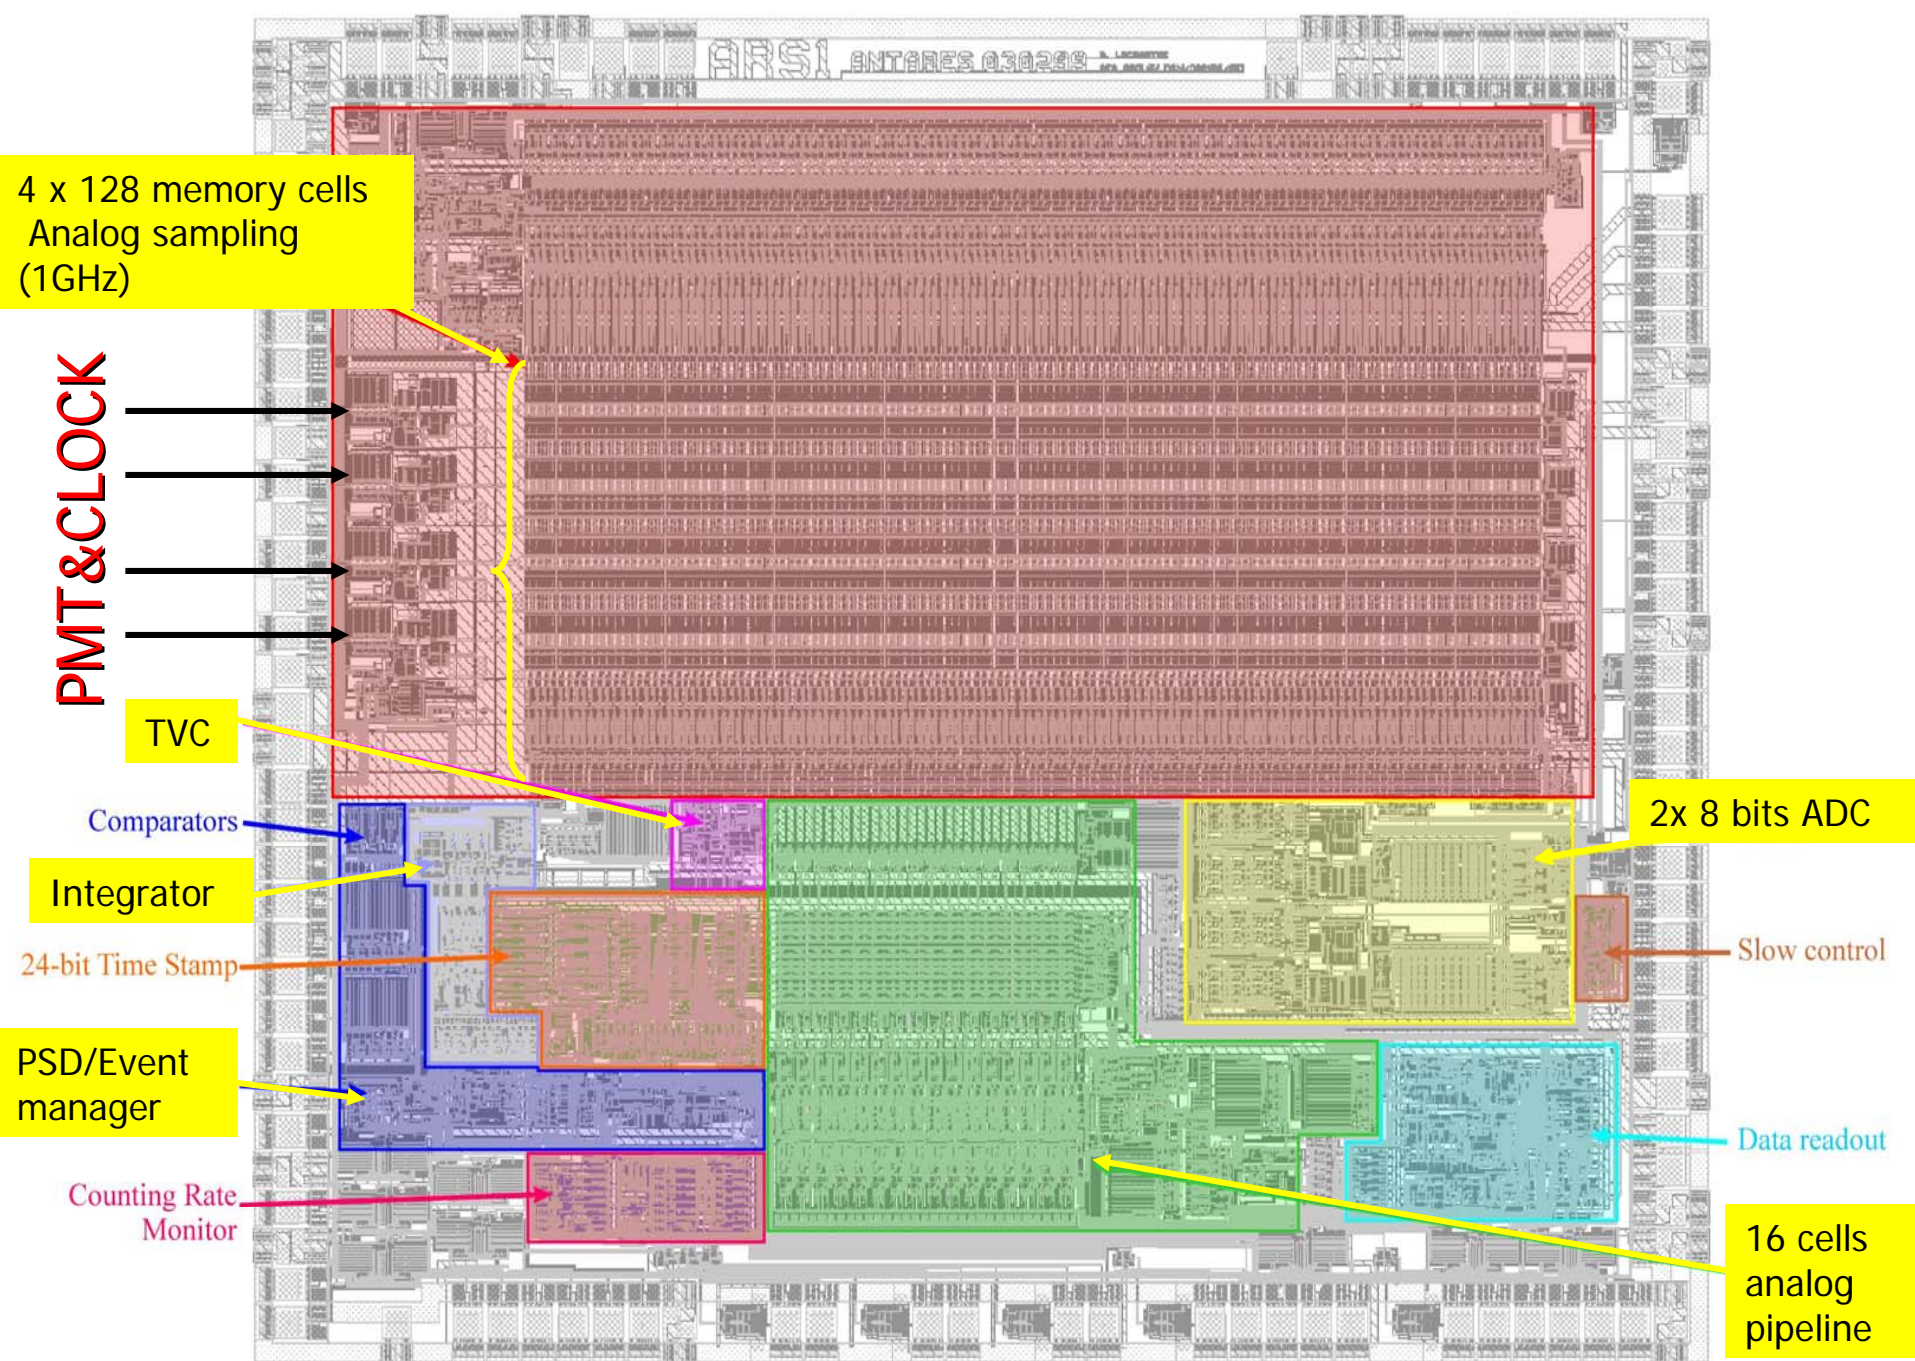 ARS1 ANTARES 030299
4 x 128 memory cells
Analog sampling
(1GHz)
PMT&CLOCK
TVC
Comparators
Integrator
24-bit Time Stamp
PSD/Event
manager
Counting Rate
Monitor
2x 8 bits ADC
Slow control
Data readout
16 cells
analog
pipeline